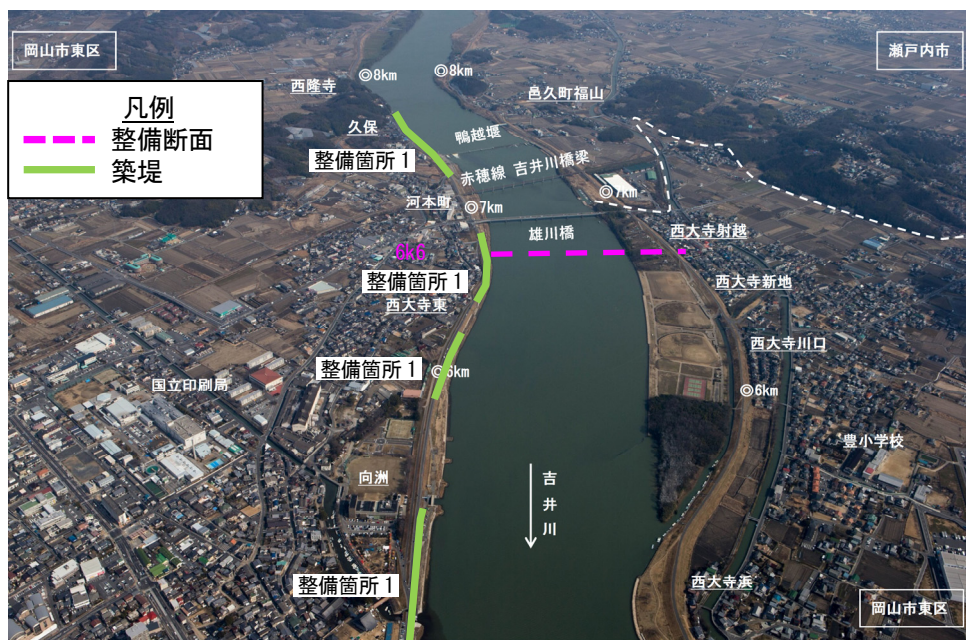 岡山市東区
瀬戸内市
凡例
整備断面
築堤
西隆寺
◎8km
◎8km
邑久町福山
久保
鴨越堰
整備箇所1
赤穂線 吉井川橋梁
◎7km
河本町
◎7km
雄川橋
西大寺射越
6k6
整備箇所1
西大寺新地
西大寺東
西大寺川口
整備箇所1
◎6km
国立印刷局
◎6km
豊小学校
向洲
吉井川
整備箇所1
西大寺浜
岡山市東区